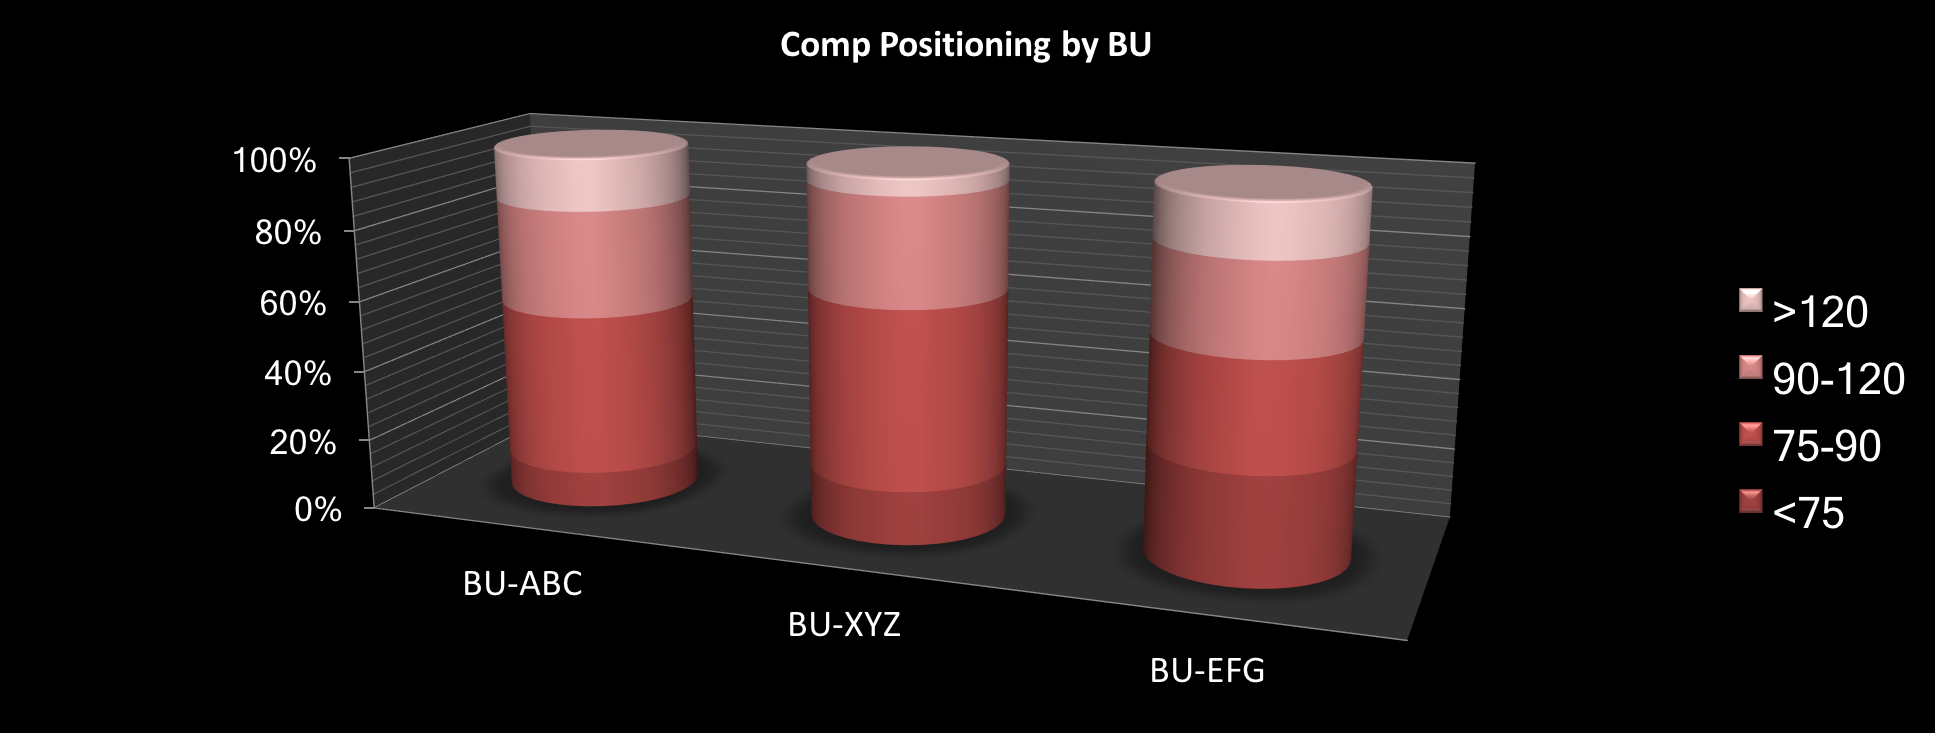 Comp Positioning by BU
100%
80%
60%
40%
20%
0%
BU-ABC
BU-XYZ
BU-EFG
>120
90-120
75-90
<75